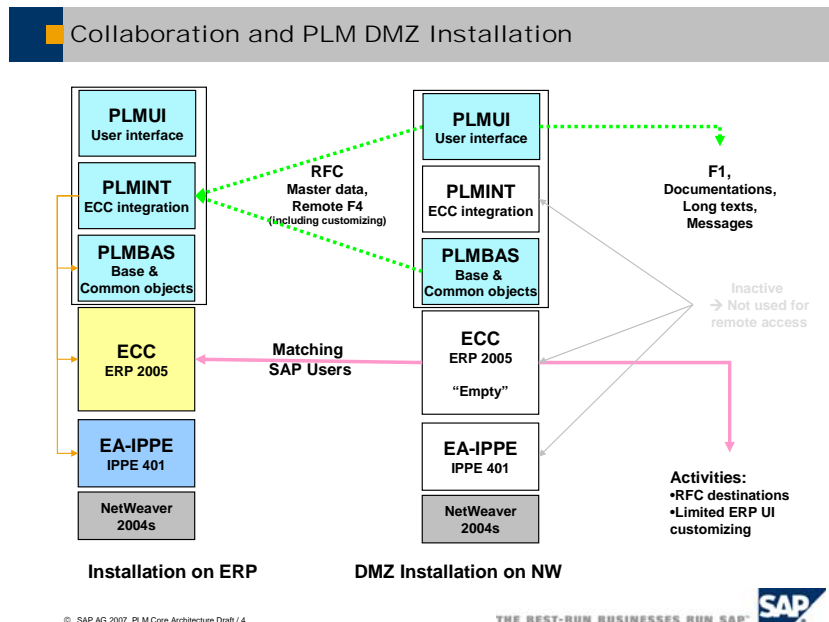 Collaboration and PLM DMZ Installation
PLMUI
User interface
PLMINT
ECC integration
PLMBAS
Base &
Common objects
ECC
ERP 2005
EA-IPPE
IPPE 401
NetWeaver
2004s
Installation on ERP
RFC
Master data,
Remote F4
(including customizing)
Matching
SAP Users
PLMUI
User interface
PLMINT
ECC integration
PLMBAS
Base &
Common objects
ECC
ERP 2005
“Empty”
EA-IPPE
IPPE 401
NetWeaver
2004s
DMZ Installation on NW
F1,
Documentations,
Long texts,
Messages
Inactive
→ Not used for
remote access
Activities:
•RFC destinations
•Limited ERP UI
customizing
© SAP AG 2007, PLM Core Architecture Draft / 4
THE BEST-RUN BUSINESSES RUN SAP™
SAP